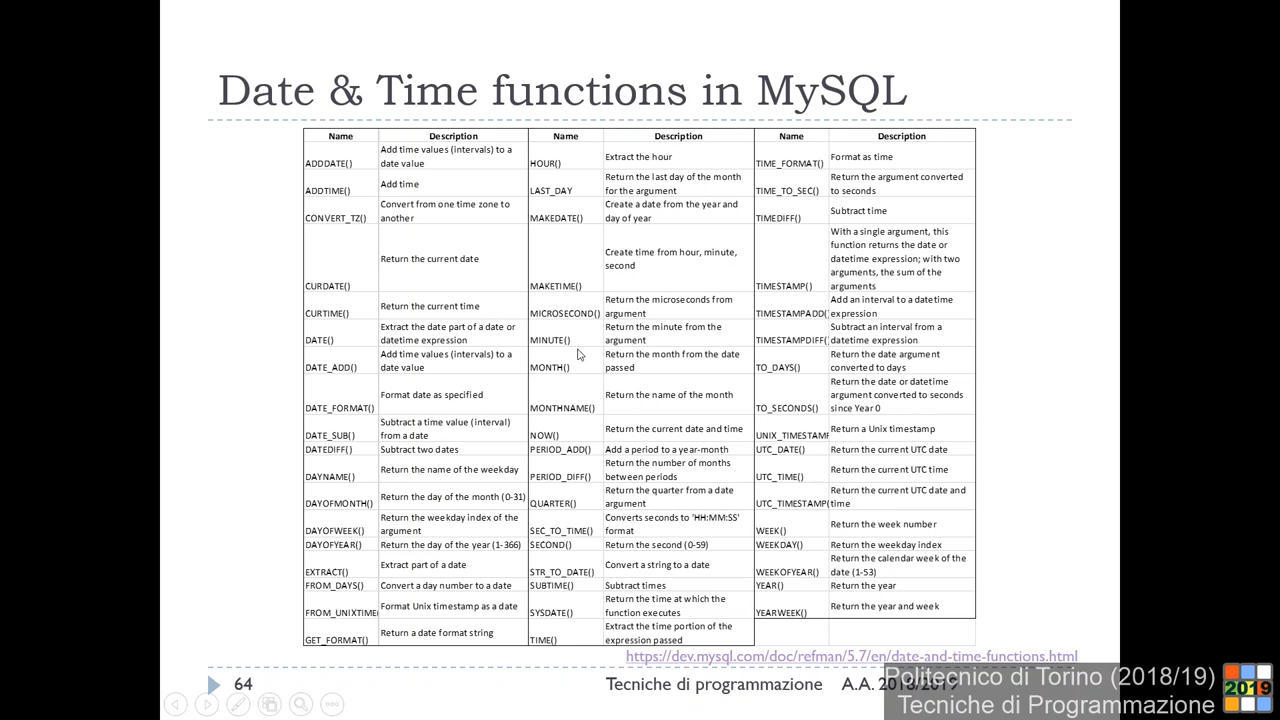 Date & Time functions in MySQL
Name Description Name Description Name Description
ADDDATE() Add time values (intervals) to a
date value
HOUR() Extract the hour
TIME_FORMAT() Format as time
ADDTIME() Add time
LAST_DAY Return the last day of the month
for the argument
TIME_TO_SEC() Return the argument converted
to seconds
CONVERT_TZ() Convert from one time zone to
another
MAKEDATE() Create a date from the year and
day of year
TIMEDIFF() Subtract time
CURDATE() Return the current date
MAKETIME() Create time from hour, minute,
second
TIMESTAMP() With a single argument, this
function returns the date or
datetime expression; with two
arguments, the sum of the
arguments
CURTIME() Return the current time
MICROSECOND() Return the microseconds from
argument
TIMESTAMPADD( Add an interval to a datetime
expression
DATE() Extract the date part of a date or
datetime expression
MINUTE() Return the minute from the
argument
TIMESTAMPDIFF( Subtract an interval from a
datetime expression
DATE_ADD() Add time values (intervals) to a
date value
MONTH() Return the month from the date
passed
TO_DAYS() Return the date argument
converted to days
DATE_FORMAT() Format date as specified
MONTHNAME() Return the name of the month
TO_SECONDS() Return the date or datetime
argument converted to seconds
since Year 0
DATE_SUB() Subtract a time value (interval)
from a date
NOW() Return the current date and time
UNIX_TIMESTAMP Return a Unix timestamp
DATEDIFF() Subtract two dates
PERIOD_ADD() Add a period to a year-month
UTC_DATE() Return the current UTC date
DAYNAME() Return the name of the weekday
PERIOD_DIFF() Return the number of months
between periods
UTC_TIME() Return the current UTC time
DAYOFMONTH() Return the day of the month (0-31)
QUARTER() Return the quarter from a date
argument
UTC_TIMESTAMP( Return the current UTC date and
time
DAYOFWEEK() Return the weekday index of the
argument
SEC_TO_TIME() Converts seconds to 'HH:MM:SS'
format
WEEK() Return the week number
DAYOFYEAR() Return the day of the year (1-366)
SECOND() Return the second (0-59)
WEEKDAY() Return the weekday index
EXTRACT() Extract part of a date
STR_TO_DATE() Convert a string to a date
WEEKOFYEAR() Return the calendar week of the
date (1-53)
FROM_DAYS() Convert a day number to a date
SUBTIME() Subtract times
YEAR() Return the year
FROM_UNIXTIME( Format Unix timestamp as a date
SYSDATE() Return the time at which the
function executes
YEARWEEK() Return the year and week
GET_FORMAT() Return a date format string
TIME() Extract the time portion of the
expression passed
https://dev.mysql.com/doc/refman/5.7/en/date-and-time-functions.html
64 Tecniche di programmazione A.A. 2018/2019
Politecnico di Torino (2018/19)
Tecniche di Programmazione
2019